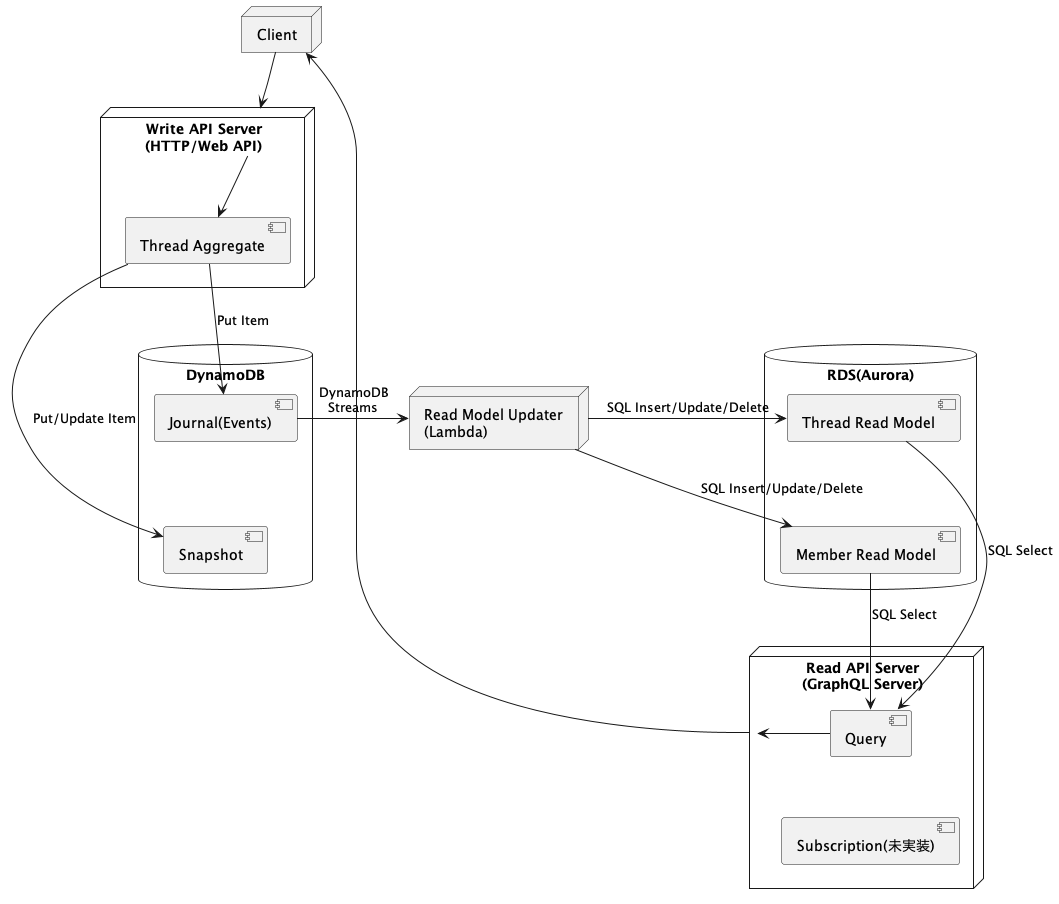 Client
Write API Server
(HTTP/Web API)
Thread Aggregate
Put Item
Put/Update Item
DynamoDB
Journal(Events)
Snapshot
DynamoDB
Streams
Read Model Updater
(Lambda)
SQL Insert/Update/Delete
SQL Insert/Update/Delete
RDS(Aurora)
Thread Read Model
Member Read Model
SQL Select
SQL Select
Read API Server
(GraphQL Server)
Query
Subscription(未実装)